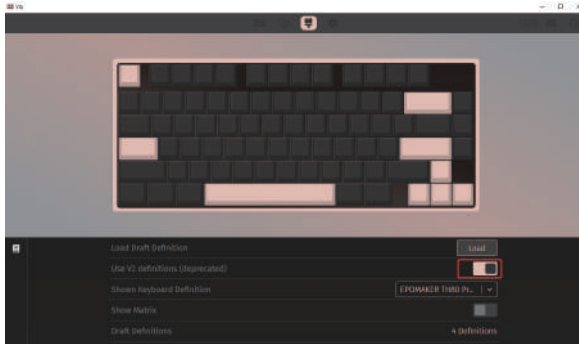 VIA
Load Draft Definition
Load
Use V2 definitions (deprecated)
Shown Keyboard Definition
EPOMAKER TH80 Pr...
Show Matrix
Draft Definitions
4 Definitions